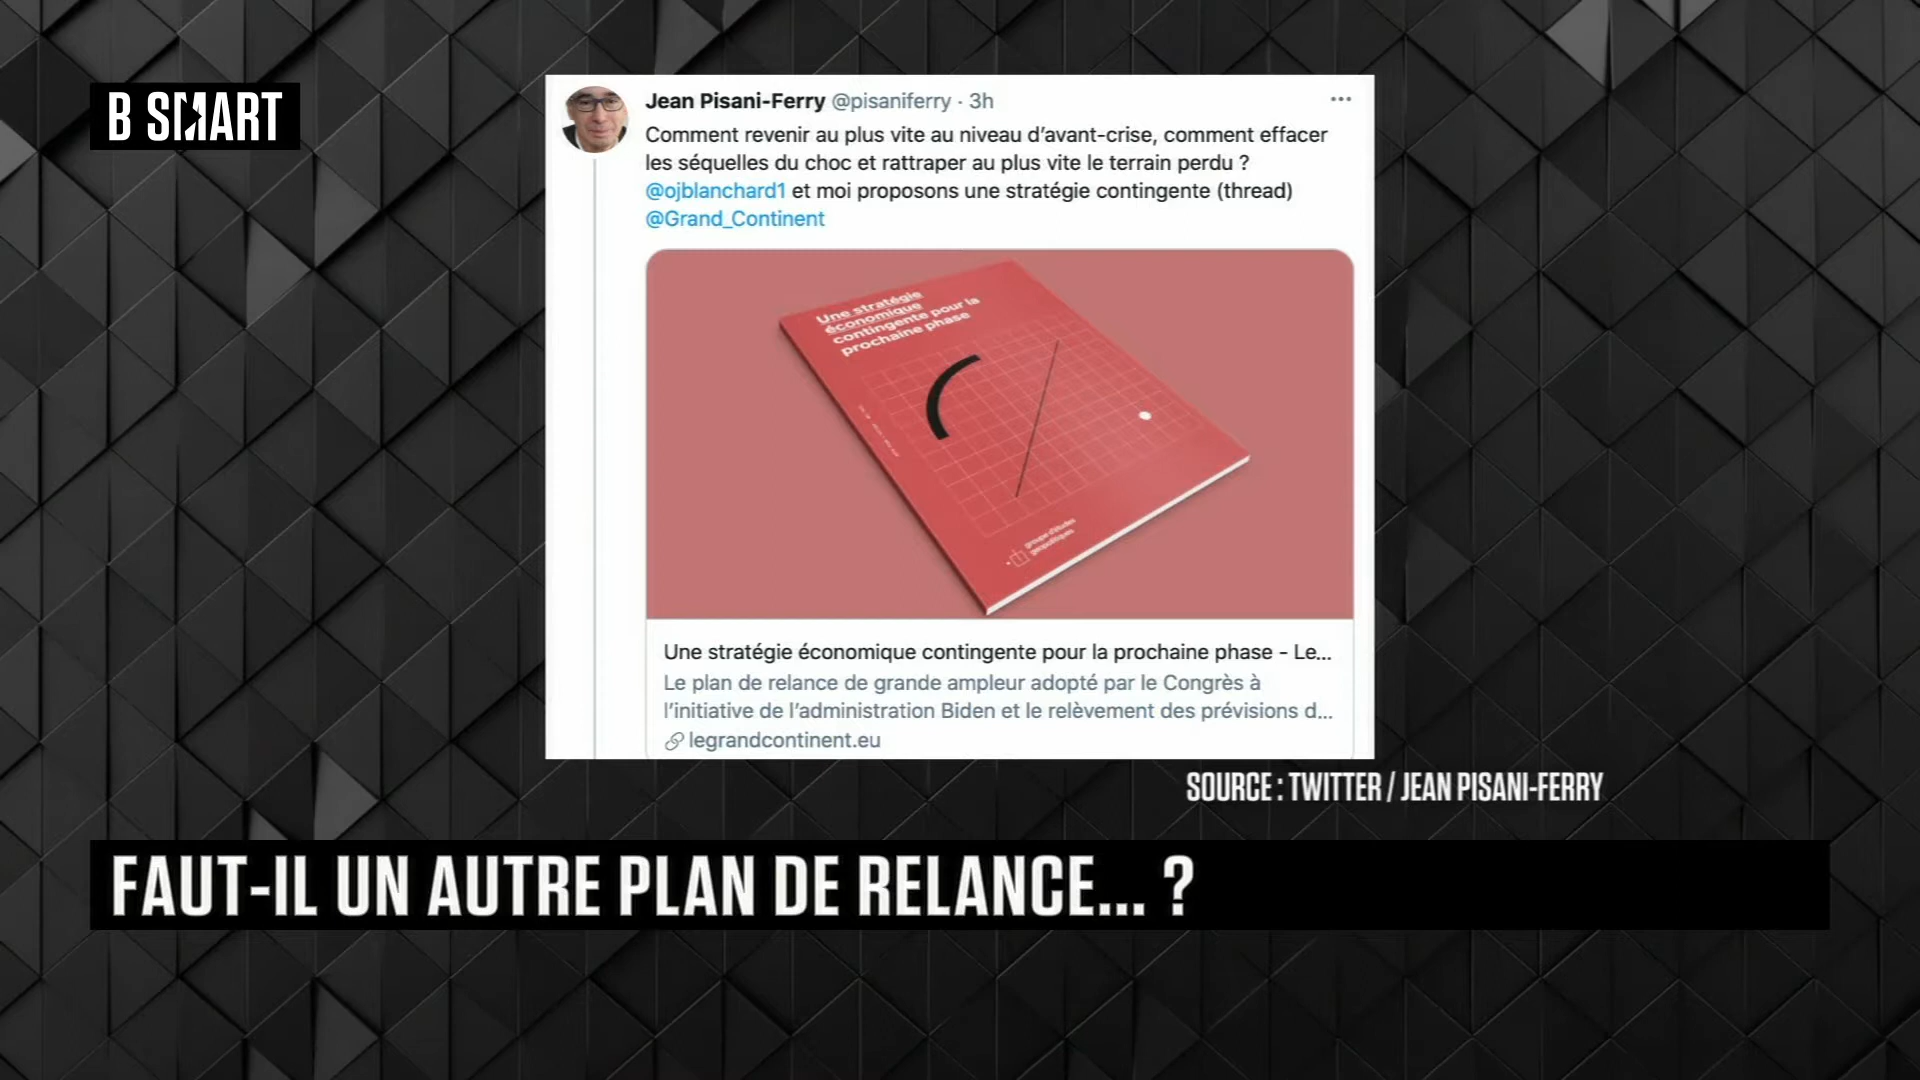 B SMART
Jean Pisani-Ferry @pisaniferry · 3h
Comment revenir au plus vite au niveau d’avant-crise, comment effacer
les séquelles du choc et rattraper au plus vite le terrain perdu ?
@ojblanchard1 et moi proposons une stratégie contingente (thread)
@Grand_Continent
Une stratégie
économique
contingente pour la
prochaine phase
groupe d'études
géopolitiques
Une stratégie économique contingente pour la prochaine phase - Le...
Le plan de relance de grande ampleur adopté par le Congrès à
l’initiative de l’administration Biden et le relèvement des prévisions d...
legrandcontinent.eu
SOURCE : TWITTER / JEAN PISANI-FERRY
FAUT-IL UN AUTRE PLAN DE RELANCE... ?